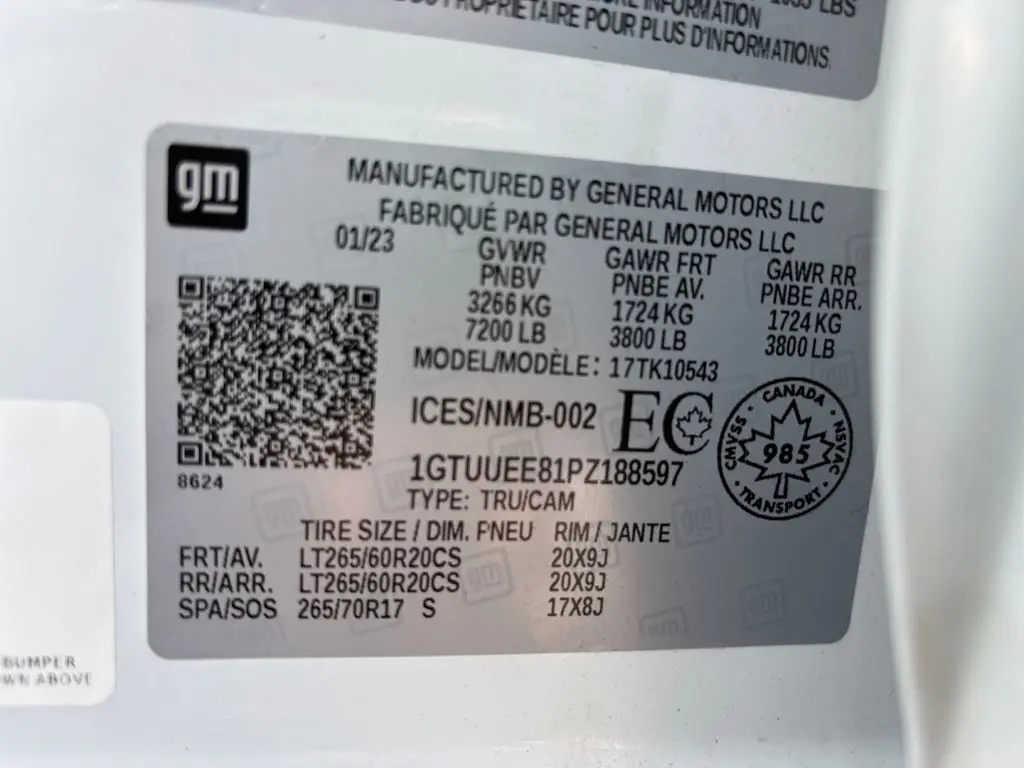 LBS
INFORMATION
PROPRIÉTAIRE POUR PLUS D'INFORMATIONS.
gm
MANUFACTURED BY GENERAL MOTORS LLC
FABRIQUÉ PAR GENERAL MOTORS LLC
01/23 GVWR GAWR FRT GAWR RR
PNBV PNBE AV. PNBE ARR.
3266 KG 1724 KG 1724 KG
7200 LB 3800 LB 3800 LB
MODEL/MODÈLE: 17TK10543
ICES/NMB-002 EC
CANADA
CMVSS 985 NSVAC
TRANSPORT
8624
1GTUUEE81PZ188597
TYPE: TRU/CAM
TIRE SIZE / DIM. PNEU RIM / JANTE
FRT/AV. LT265/60R20CS 20X9J
RR/ARR. LT265/60R20CS 20X9J
SPA/SOS 265/70R17 S 17X8J
BUMPER
ABOVE